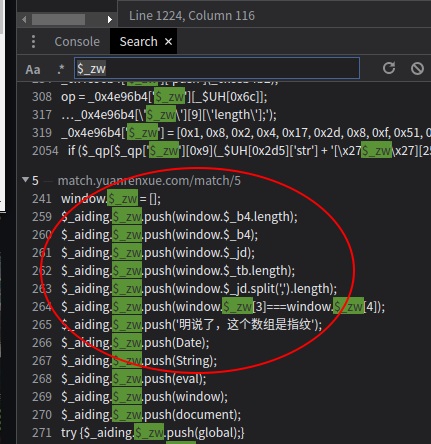 Line 1224, Column 116
Console Search ×
Aa .* $_zw
308 op = _0x4e96b4['$_zw'][_$UH[0x6c]];
317 …_0x4e96b4[\'$_zw\'][9][\'length\'];');
319 _0x4e96b4['$_zw'] = [0x1, 0x8, 0x2, 0x4, 0x17, 0x2d, 0x8, 0xf, 0x51, 0
2054 if ($_qp[$_qp['$_zw'][0x9](_$UH[0x2d5]['str'] + '[\x27$_zw\x27][25
5 — match.yuanrenxue.com/match/5
241 window.$_zw = [];
259 $_aiding.$_zw.push(window.$_b4.length);
260 $_aiding.$_zw.push(window.$_b4);
261 $_aiding.$_zw.push(window.$_jd);
262 $_aiding.$_zw.push(window.$_tb.length);
263 $_aiding.$_zw.push(window.$_jd.split(',').length);
264 $_aiding.$_zw.push(window.$_zw[3]===window.$_zw[4]);
265 $_aiding.$_zw.push('明说了，这个数组是指纹');
266 $_aiding.$_zw.push(Date);
267 $_aiding.$_zw.push(String);
268 $_aiding.$_zw.push(eval);
269 $_aiding.$_zw.push(window);
270 $_aiding.$_zw.push(document);
271 try {$_aiding.$_zw.push(global);}